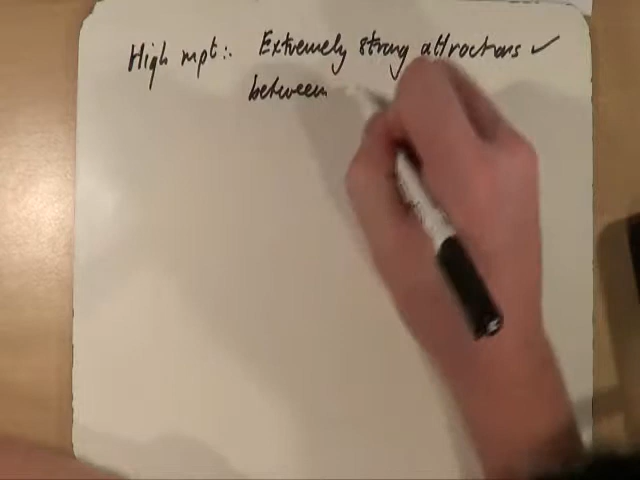 High mpt:. Extremely strong attractions ✓
between